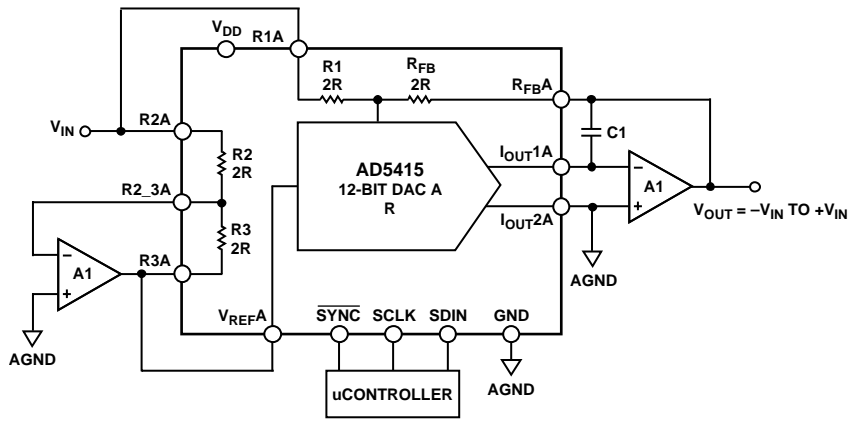 VDD
R1A
R1
2R
RFB
2R
RFBA
C1
VIN
R2A
R2
2R
AD5415
12-BIT DAC A
R
IOUT1A
A1
R2_3A
R3
2R
IOUT2A
VOUT = –VIN TO +VIN
A1
R3A
AGND
AGND
VREFA
SYNC
SCLK
SDIN
GND
uCONTROLLER
AGND